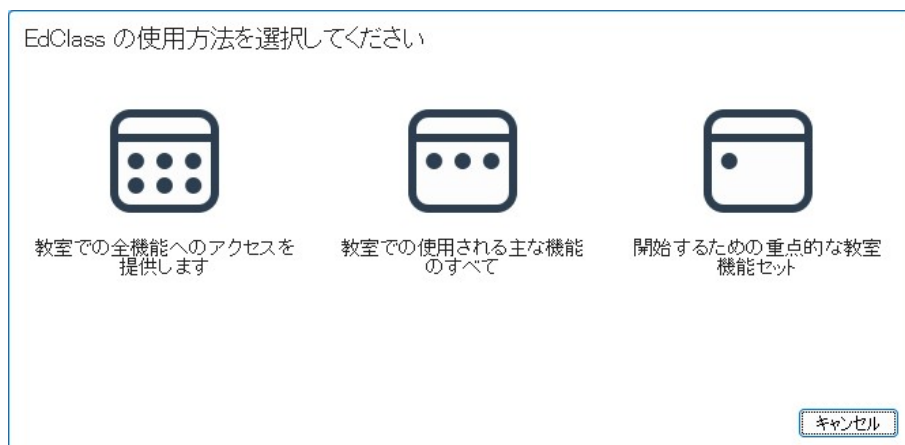 EdClass の使用方法を選択してください
教室での全機能へのアクセスを
提供します
教室での使用される主な機能
のすべて
開始するための重点的な教室
機能セット
キャンセル